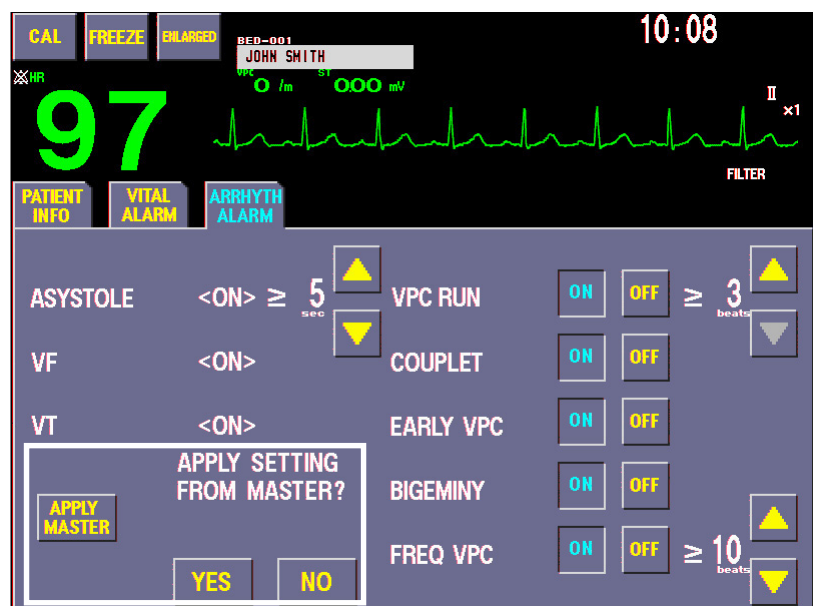 CAL FREEZE ENLARGED BED-001 10:08
JOHN SMITH
HR VPC 0 /m ST 0.00 mV
97
II
×1
FILTER
PATIENT INFO
VITAL ALARM
ARRHYTH ALARM
ASYSTOLE <ON> ≥ 5 sec
VPC RUN ON OFF ≥ 3 beats
VF <ON>
COUPLET ON OFF
VT <ON>
EARLY VPC ON OFF
APPLY SETTING
FROM MASTER?
APPLY
MASTER
YES NO
BIGEMINY ON OFF
FREQ VPC ON OFF ≥ 10 beats